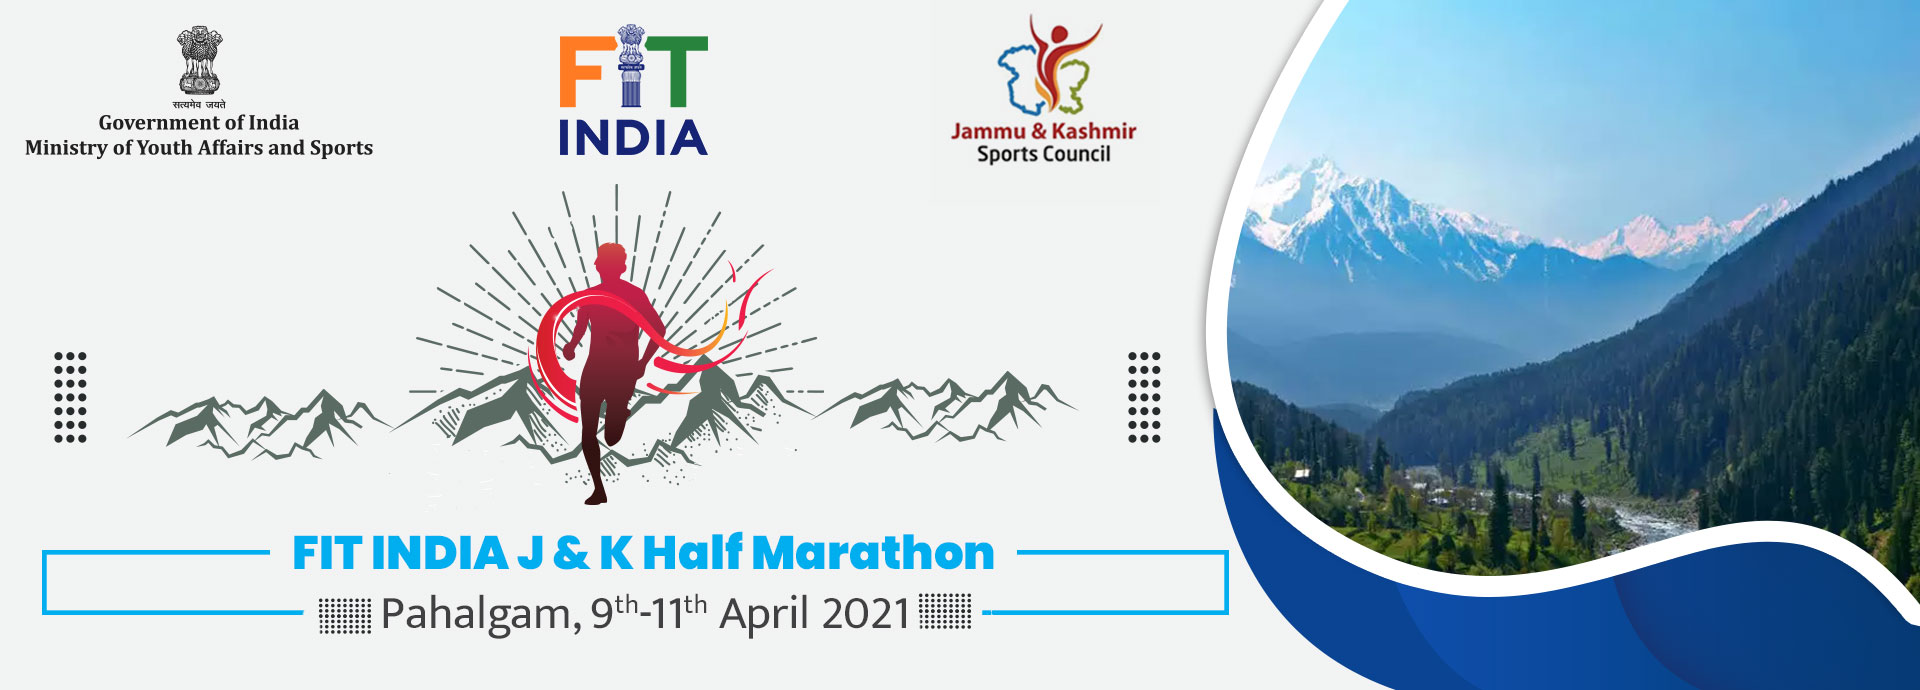 सत्यमेव जयते
Government of India
Ministry of Youth Affairs and Sports
FIT
INDIA
Jammu & Kashmir
Sports Council
FIT INDIA J & K Half Marathon
Pahalgam, 9th-11th April 2021